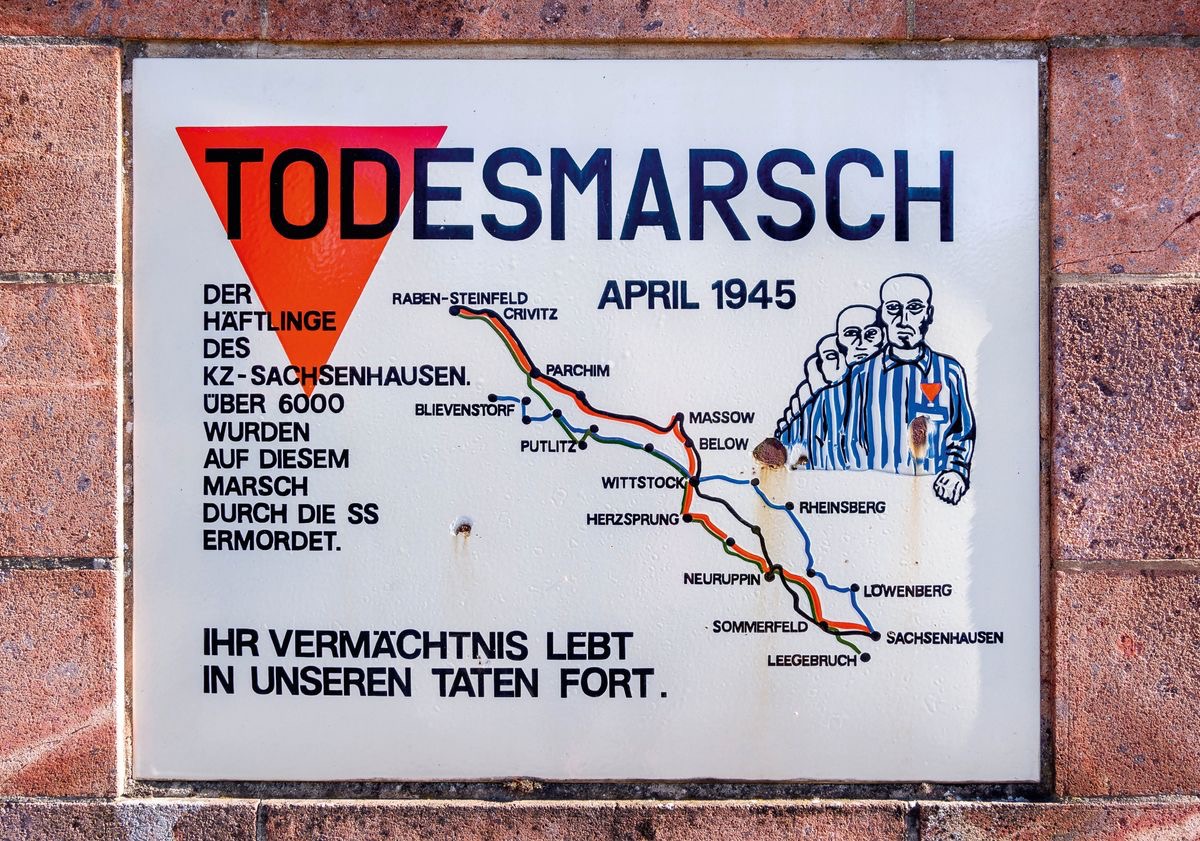 TODESMARSCH
APRIL 1945
DER
HÄFTLINGE
DES
KZ-SACHSENHAUSEN.
ÜBER 6000
WURDEN
AUF DIESEM
MARSCH
DURCH DIE SS
ERMORDET.
RABEN-STEINFELD
CRIVITZ
PARCHIM
BLIEVENSTORF
MASSOW
PUTLITZ
BELOW
WITTSTOCK
RHEINSBERG
HERZSPRUNG
NEURUPPIN
LÖWENBERG
SOMMERFELD
SACHSENHAUSEN
LEEGEBRUCH
IHR VERMÄCHTNIS LEBT
IN UNSEREN TATEN FORT.